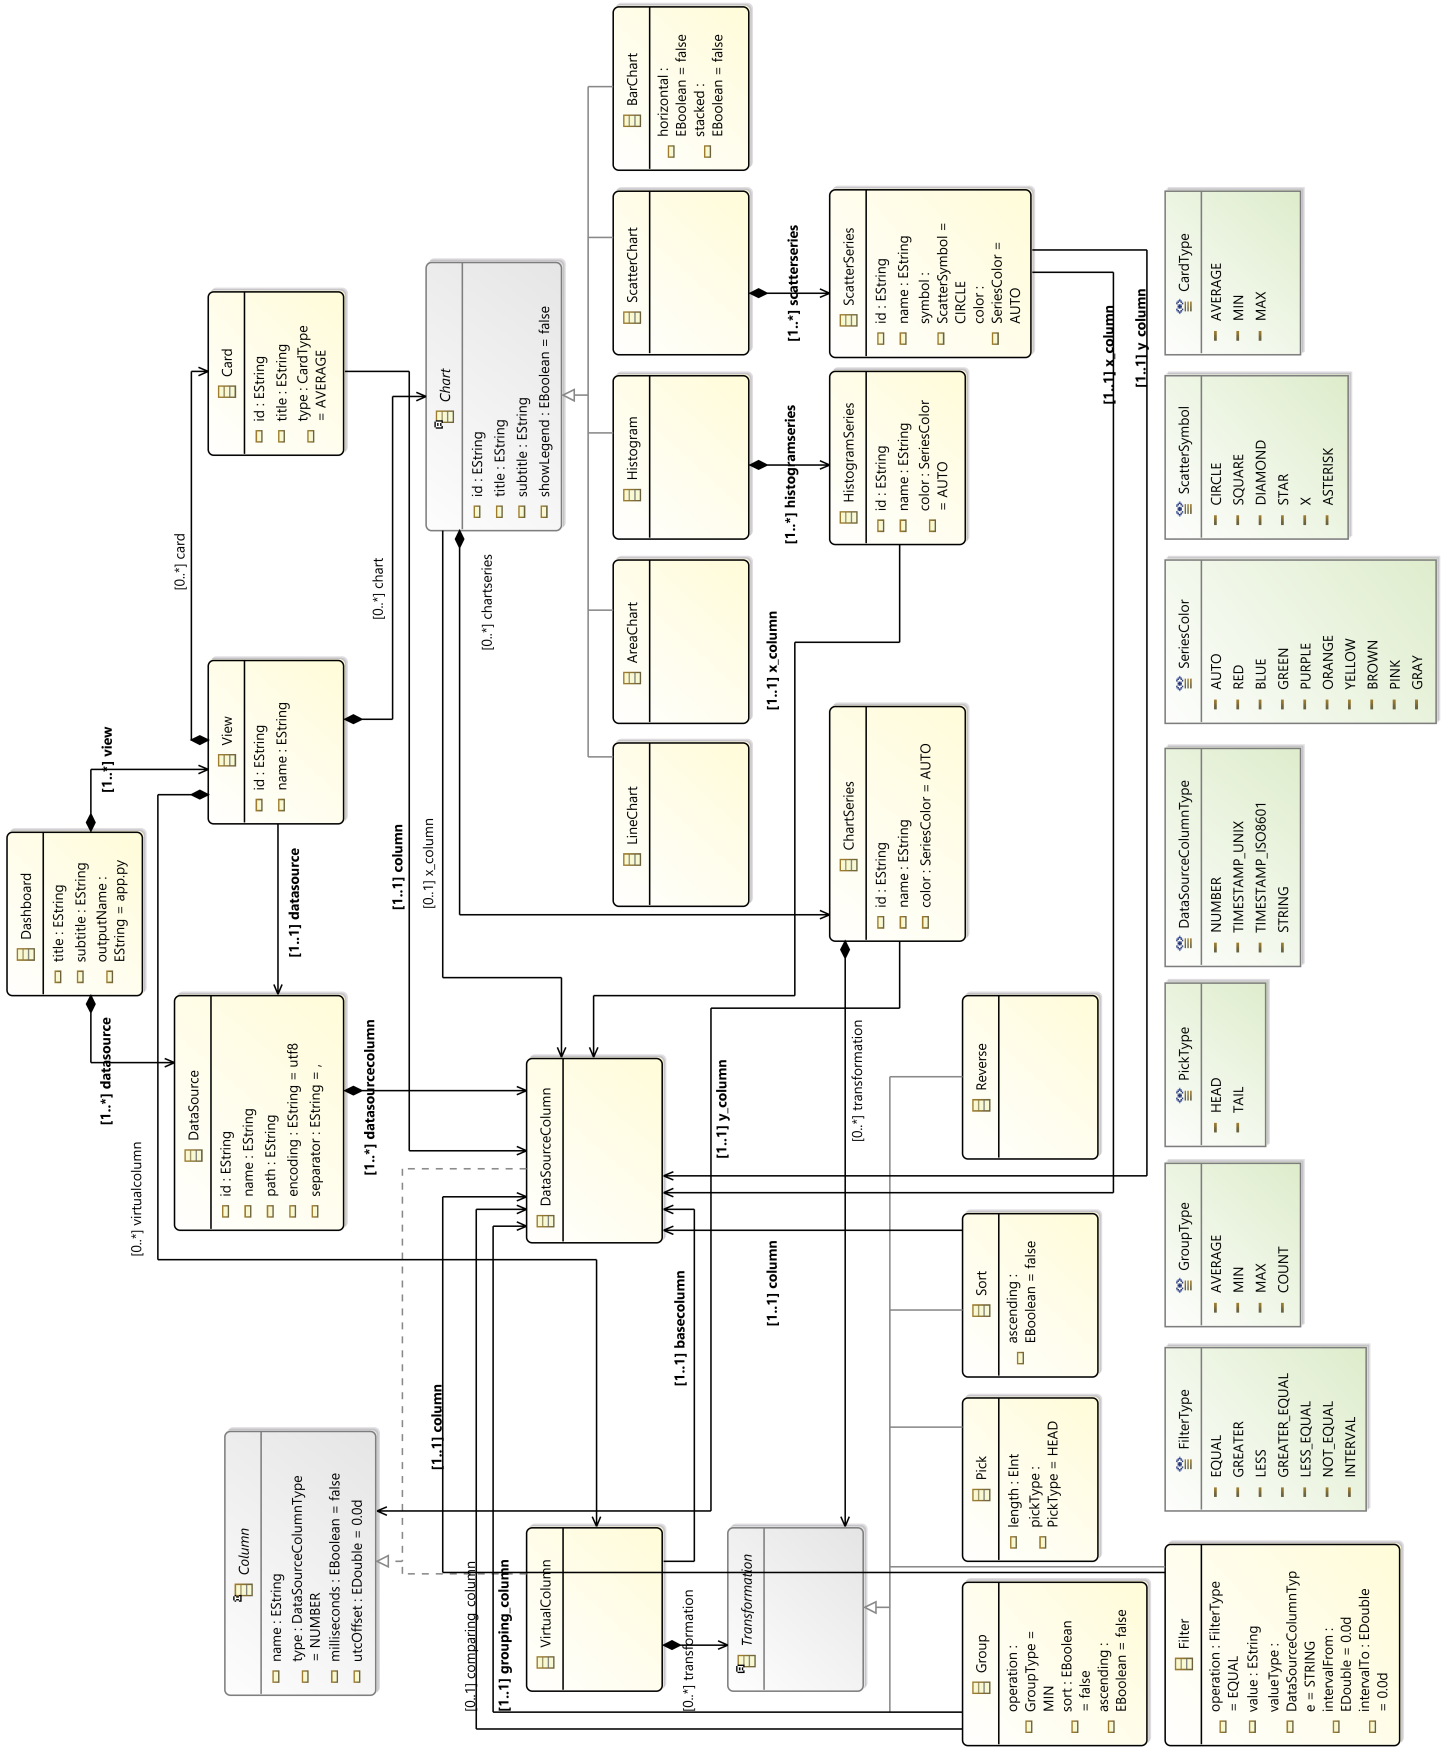 Dashboard
title : EString
subtitle : EString
outputName :
EString = app.py
[1..*] view
[1..*] datasource
[0..*] virtualcolumn
[0..*] card
View
id : EString
name : EString
Card
id : EString
title : EString
type : CardType
= AVERAGE
DataSource
id : EString
name : EString
path : EString
encoding : EString = utf8
separator : EString = ,
[1..1] datasource
[0..*] chart
[1..*] datasourcecolumn
[1..1] column
[0..1] x_column
Column
name : EString
type : DataSourceColumnType
= NUMBER
milliseconds : EBoolean = false
utcOffset : EDouble = 0.0d
Chart
id : EString
title : EString
subtitle : EString
showLegend : EBoolean = false
[0..*] chartseries
[1..1] column
[0..1] comparing_column
[1..1] grouping_column
VirtualColumn
DataSourceColumn
LineChart
AreaChart
Histogram
ScatterChart
BarChart
horizontal :
EBoolean = false
stacked :
EBoolean = false
[0..*] transformation
[1..1] basecolumn
[1..1] y_column
Transformation
[1..1] column
[1..1] x_column
[1..*] histogramseries
[1..*] scatterseries
[0..*] transformation
ChartSeries
id : EString
name : EString
color : SeriesColor = AUTO
HistogramSeries
id : EString
name : EString
color : SeriesColor
= AUTO
ScatterSeries
id : EString
name : EString
symbol :
ScatterSymbol =
CIRCLE
color :
SeriesColor =
AUTO
[1..1] x_column
[1..1] y_column
Group
operation :
GroupType =
MIN
sort : EBoolean
= false
ascending :
EBoolean = false
Pick
length : EInt
pickType :
PickType = HEAD
Sort
ascending :
EBoolean = false
Reverse
Filter
operation : FilterType
= EQUAL
value : EString
valueType :
DataSourceColumnTyp
e = STRING
intervalFrom :
EDouble = 0.0d
intervalTo : EDouble
= 0.0d
FilterType
EQUAL
GREATER
LESS
GREATER_EQUAL
LESS_EQUAL
NOT_EQUAL
INTERVAL
GroupType
AVERAGE
MIN
MAX
COUNT
PickType
HEAD
TAIL
DataSourceColumnType
NUMBER
TIMESTAMP_UNIX
TIMESTAMP_ISO8601
STRING
SeriesColor
AUTO
RED
BLUE
GREEN
PURPLE
ORANGE
YELLOW
BROWN
PINK
GRAY
ScatterSymbol
CIRCLE
SQUARE
DIAMOND
STAR
X
ASTERISK
CardType
AVERAGE
MIN
MAX